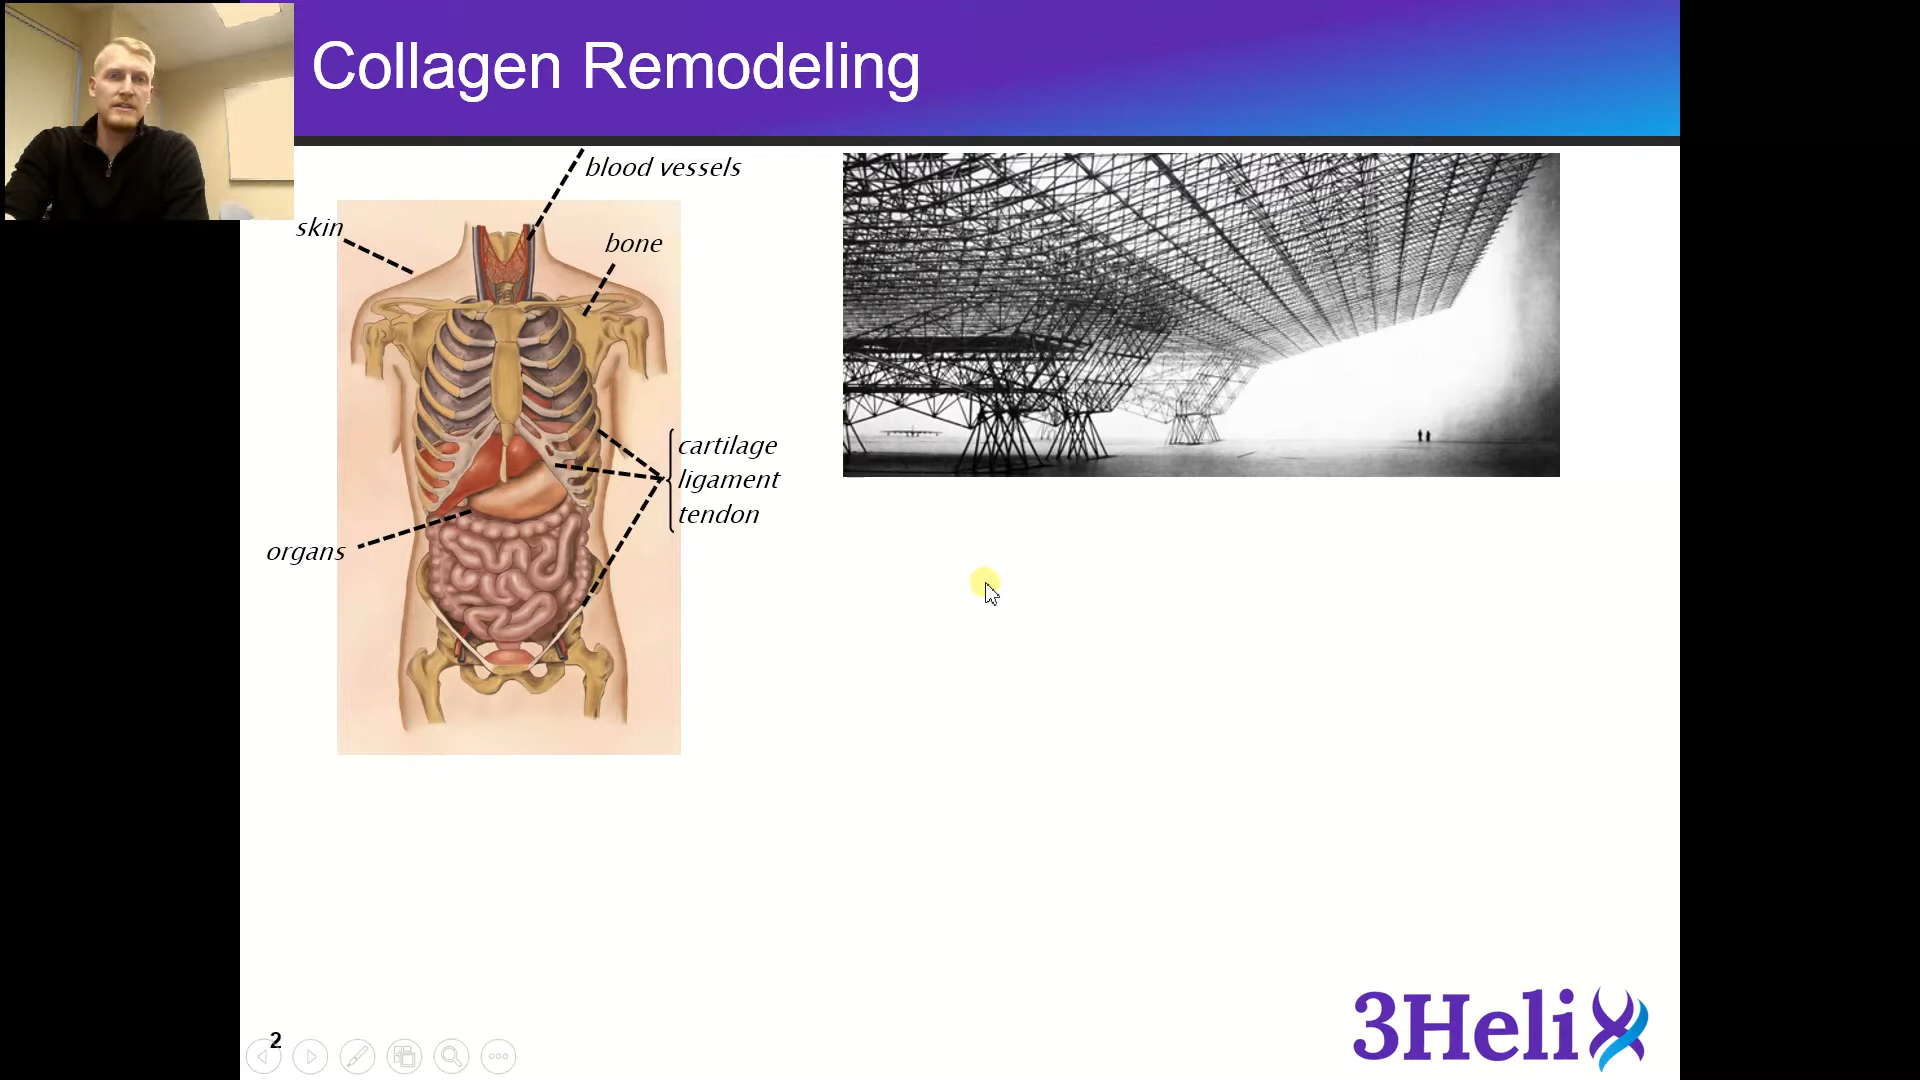 Collagen Remodeling
blood vessels
skin
bone
cartilage
ligament
tendon
organs
2
3Helix